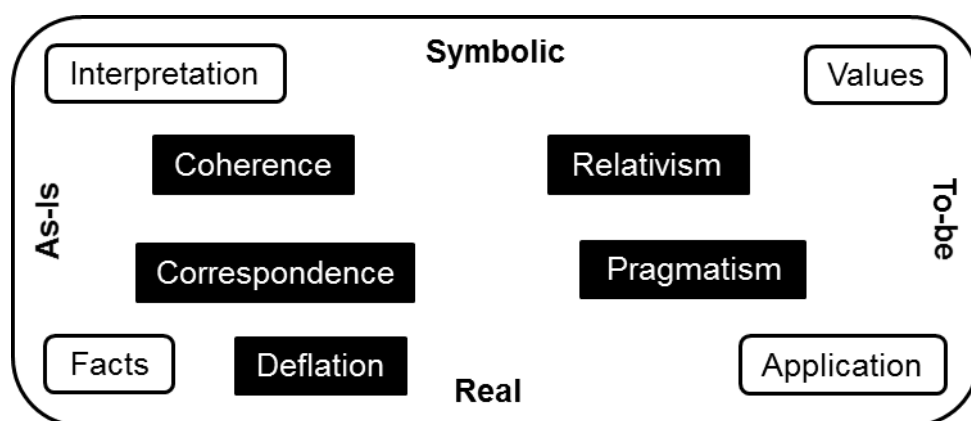 Symbolic
Interpretation
Values
Coherence
Relativism
As-Is
To-be
Correspondence
Pragmatism
Facts
Deflation
Application
Real